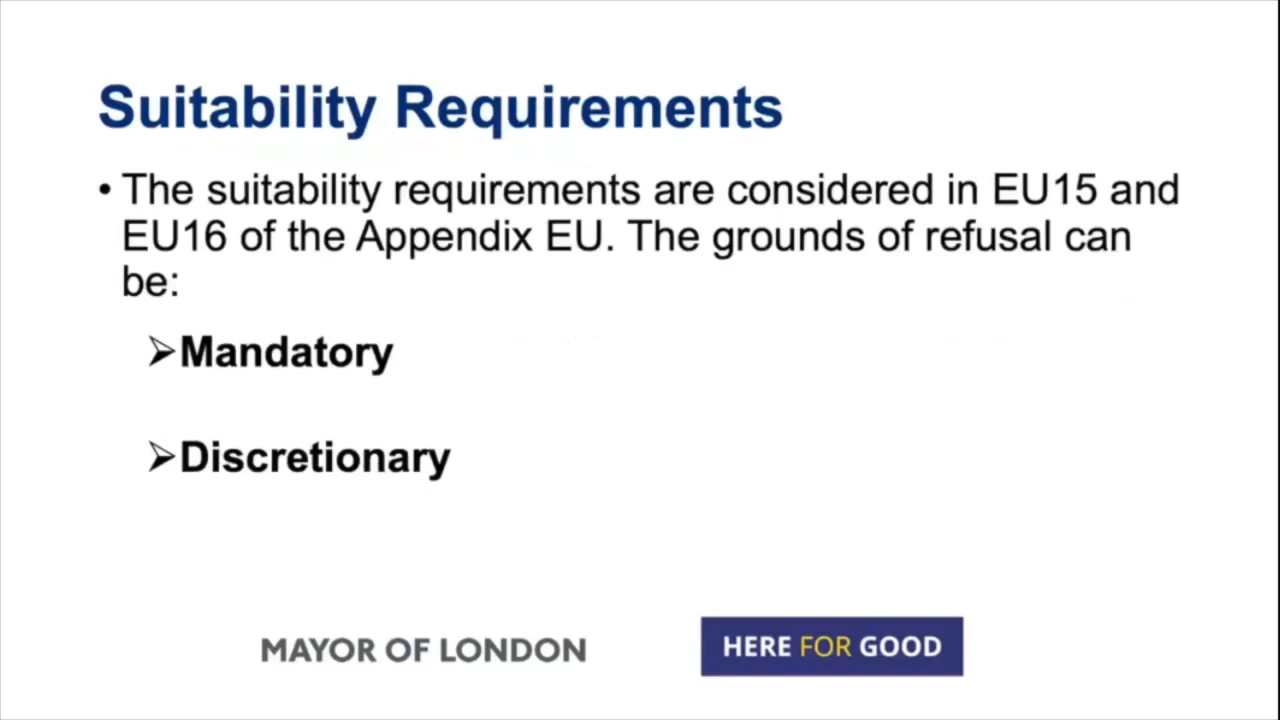 Suitability Requirements
• The suitability requirements are considered in EU15 and
EU16 of the Appendix EU. The grounds of refusal can
be:
➢Mandatory
➢Discretionary
MAYOR OF LONDON
HERE FOR GOOD